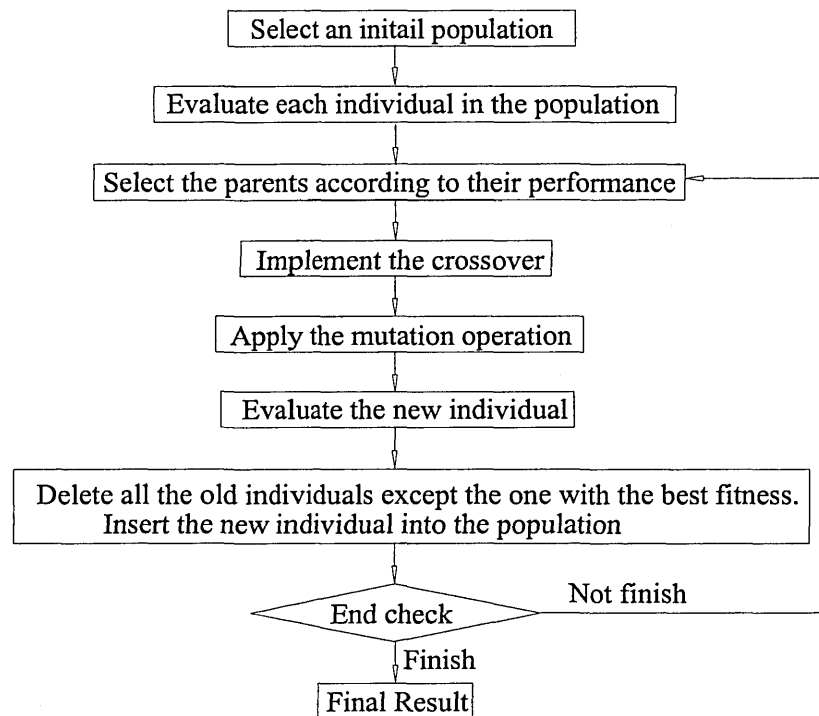 Select an initail population
Evaluate each individual in the population
Select the parents according to their performance
Implement the crossover
Apply the mutation operation
Evaluate the new individual
Delete all the old individuals except the one with the best fitness.
Insert the new individual into the population
End check
Not finish
Finish
Final Result